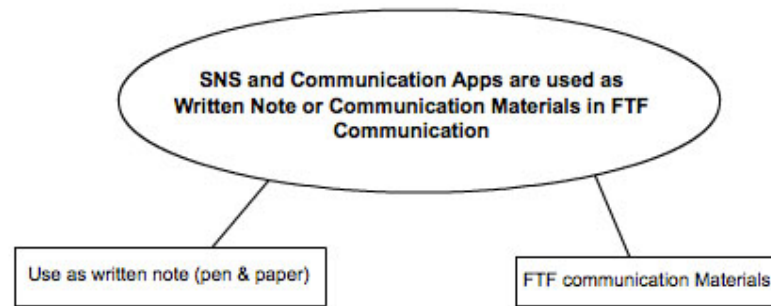 SNS and Communication Apps are used as
Written Note or Communication Materials in FTF
Communication
Use as written note (pen & paper)
FTF communication Materials